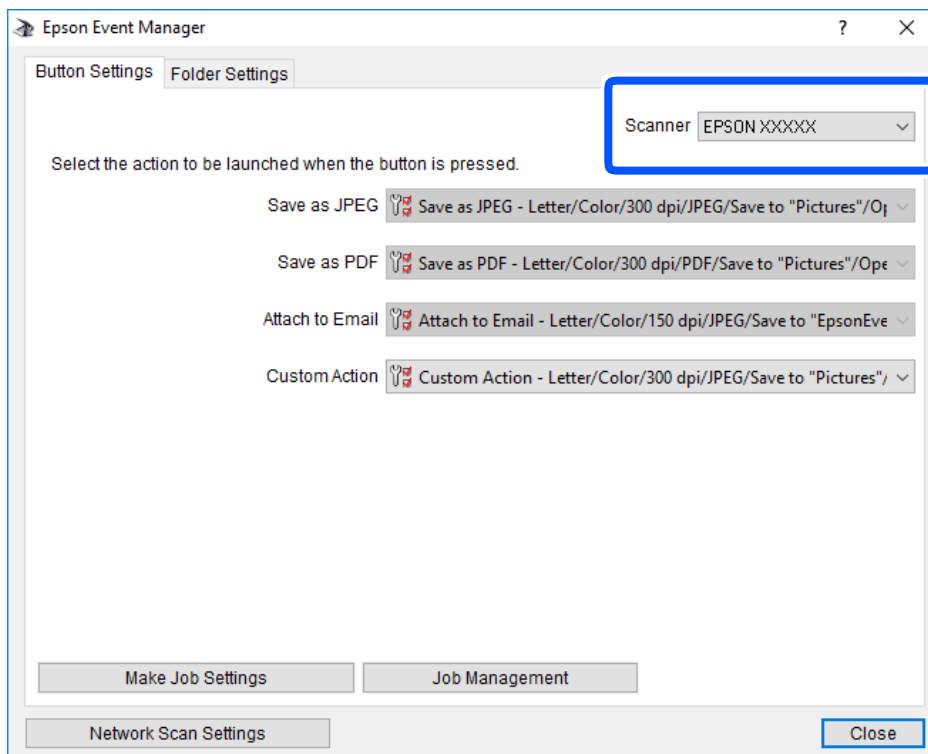 Epson Event Manager
Button Settings Folder Settings
Scanner EPSON XXXXX
Select the action to be launched when the button is pressed.
Save as JPEG Save as JPEG - Letter/Color/300 dpi/JPEG/Save to "Pictures"/Op
Save as PDF Save as PDF - Letter/Color/300 dpi/PDF/Save to "Pictures"/Ope
Attach to Email Attach to Email - Letter/Color/150 dpi/JPEG/Save to "EpsonEve
Custom Action Custom Action - Letter/Color/300 dpi/JPEG/Save to "Pictures"/
Make Job Settings Job Management
Network Scan Settings Close